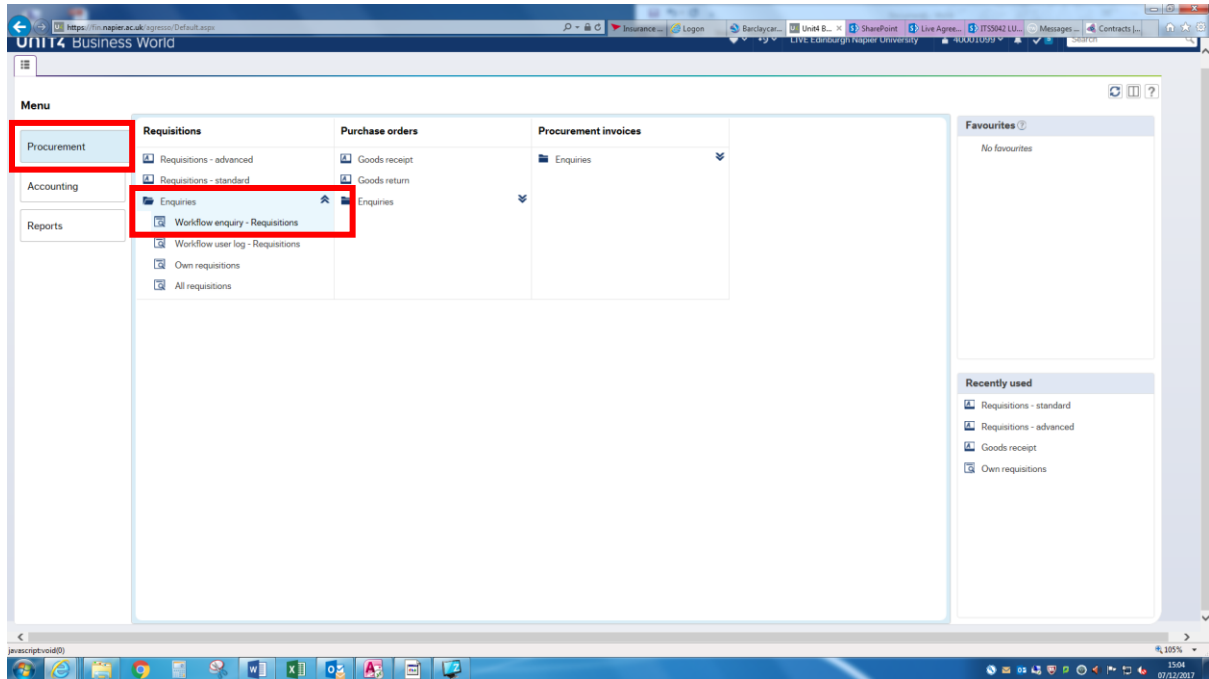 https://fin.napier.ac.uk/agresso/Default.aspx
Insurance ...
Logon
Barclaycar...
Unit4 B...
SharePoint
Live Agree...
ITS5042 LU...
Messages ...
Contracts |...
UNIT4 Business World
LIVE Edinburgh Napier University
40001099
Search
Menu
Procurement
Accounting
Reports
Requisitions
Requisitions - advanced
Requisitions - standard
Enquiries
Workflow enquiry - Requisitions
Workflow user log - Requisitions
Own requisitions
All requisitions
Purchase orders
Goods receipt
Goods return
Enquiries
Procurement invoices
Enquiries
Favourites
No favourites
Recently used
Requisitions - standard
Requisitions - advanced
Goods receipt
Own requisitions
javascript:void(0)
105%
15:04
07/12/2017